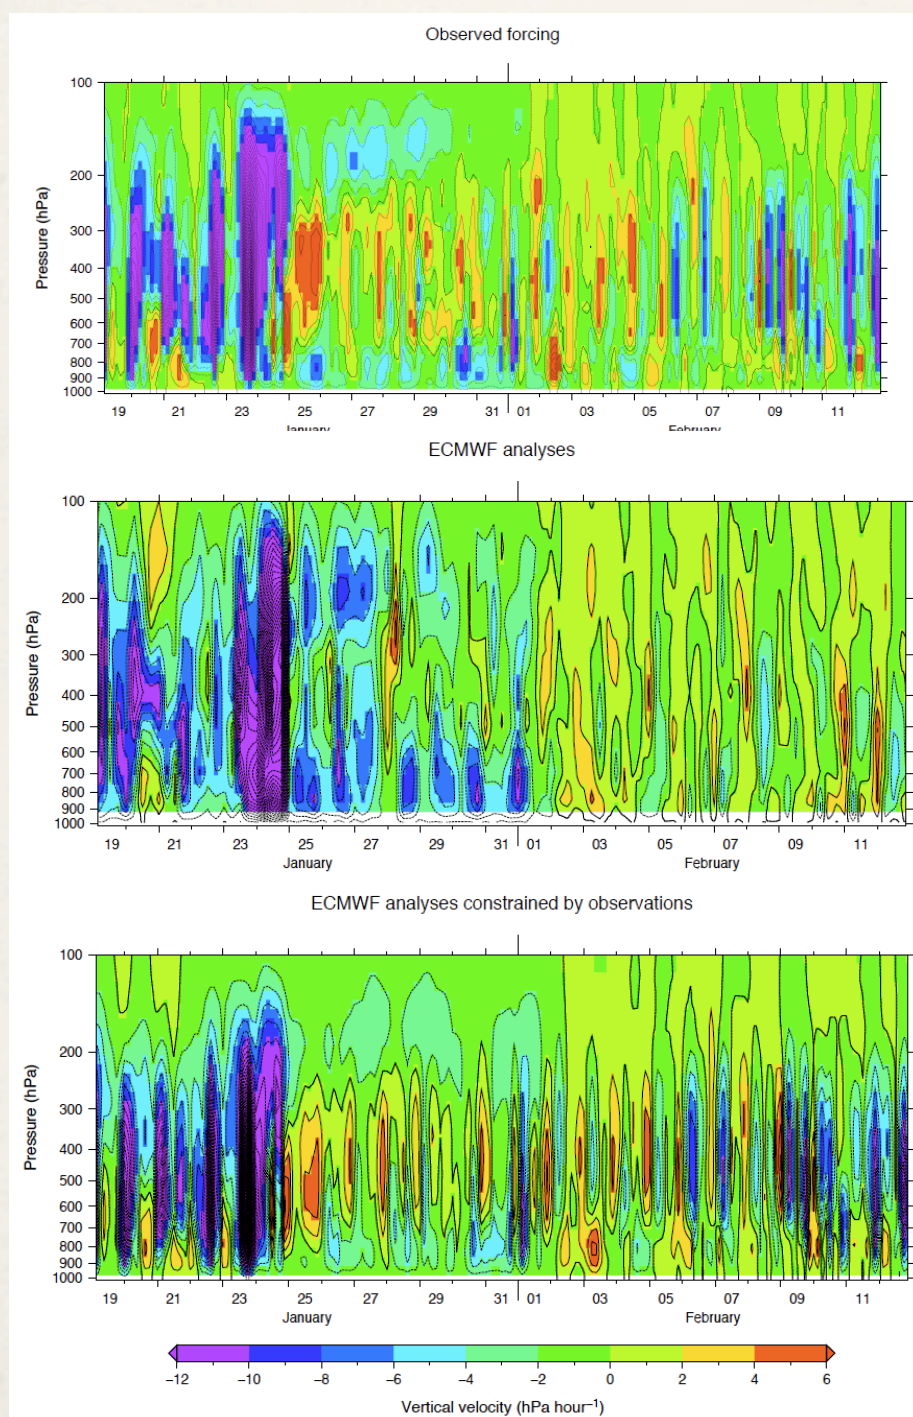 Observed forcing
Pressure (hPa)
100
200
300
400
500
600
700
800
900
1000
19 21 23 25 27 29 31 01 03 05 07 09 11
January February
ECMWF analyses
Pressure (hPa)
100
200
300
400
500
600
700
800
900
1000
19 21 23 25 27 29 31 01 03 05 07 09 11
January February
ECMWF analyses constrained by observations
Pressure (hPa)
100
200
300
400
500
600
700
800
900
1000
19 21 23 25 27 29 31 01 03 05 07 09 11
January February
−12 −10 −8 −6 −4 −2 0 2 4 6
Vertical velocity (hPa hour⁻¹)